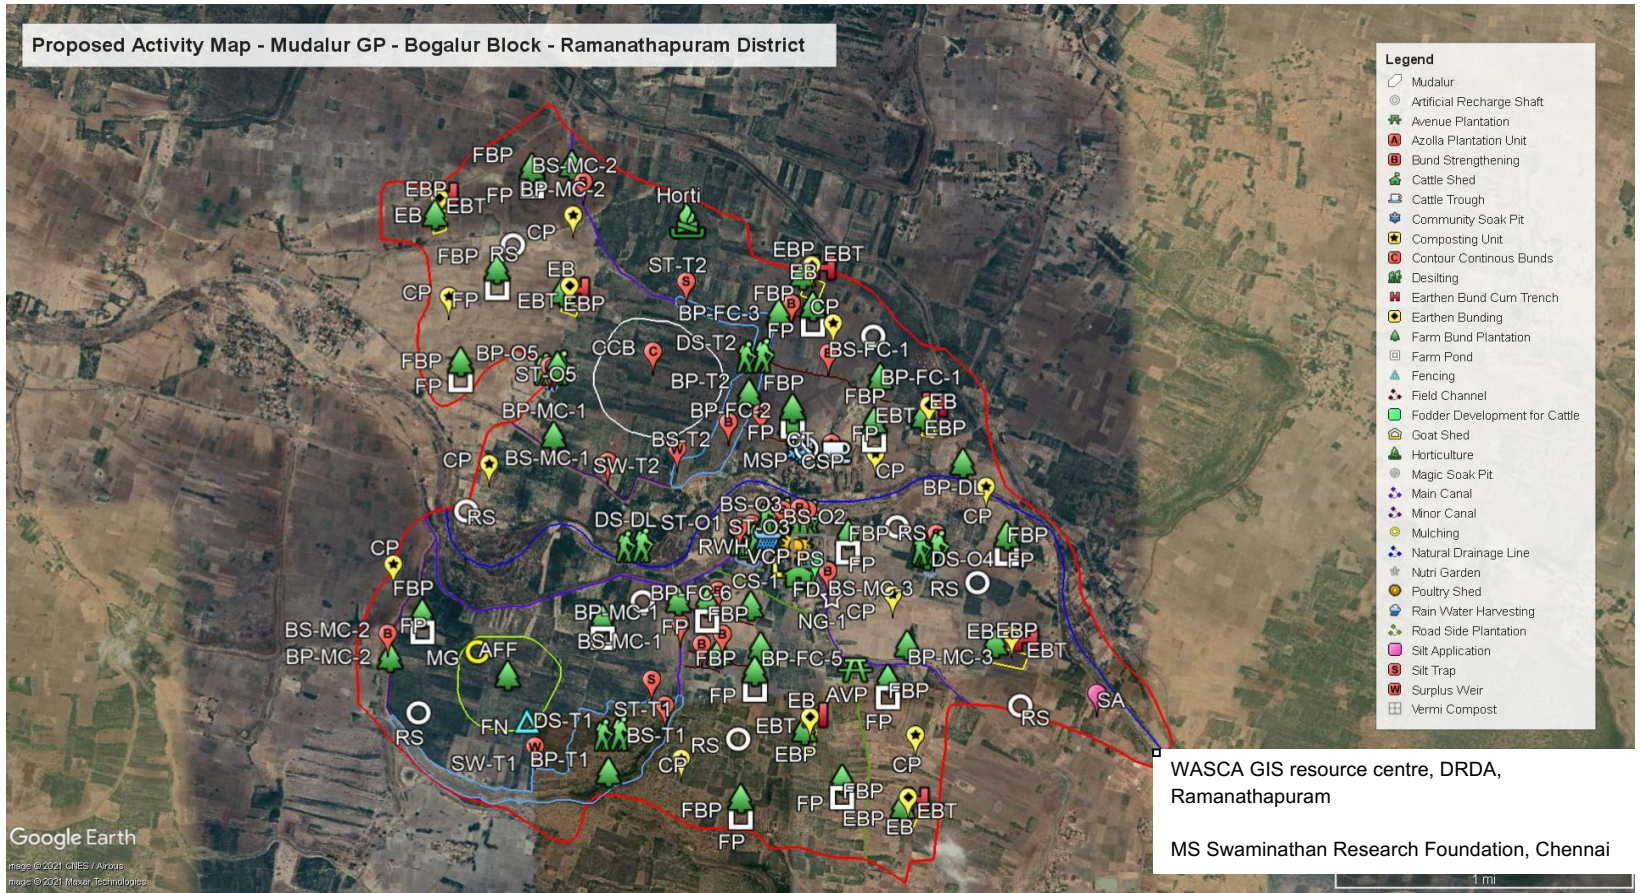 Proposed Activity Map - Mudalur GP - Bogalur Block - Ramanathapuram District
Legend
Mudalur
Artificial Recharge Shaft
Avenue Plantation
A Azolla Plantation Unit
B Bund Strengthening
Cattle Shed
Cattle Trough
Community Soak Pit
Composting Unit
C Contour Continous Bunds
Desilting
Earthen Bund Cum Trench
Earthen Bunding
Farm Bund Plantation
Farm Pond
Fencing
Field Channel
Fodder Development for Cattle
Goat Shed
Horticulture
Magic Soak Pit
Main Canal
Minor Canal
Mulching
Natural Drainage Line
Nutri Garden
Poultry Shed
Rain Water Harvesting
Road Side Plantation
Silt Application
S Silt Trap
W Surplus Weir
Vermi Compost
FBP
BS-MC-2
EBP
FP
BP-MC-2
EB
EBT
Horti
CP
FBP
RS
EB
ST-T2
EBP
EBT
EB
CP
FP
EBT
EBP
FBP
CP
BP-FC-3
FP
FBP
BP-O5
CCB
DS-T2
BS-FC-1
FP
ST-O5
BP-T2
FBP
BP-FC-1
BP-MC-1
BP-FC-2
FBP
EB
EBT
EBP
BS-T2
FP
CT
FP
CP
BS-MC-1
SW-T2
MSP
CSP
CP
BP-DL
RS
BS-O3
BS-O2
CP
DS-DL
ST-O1
ST-O3
FBP
RS
FBP
CP
RWH
VCP
PS
FP
DS-O4
FP
FBP
CS-1
FD
BS-MC-3
RS
BP-FC-6
BP-MC-1
FBP
NG-1
CP
BS-MC-2
FP
BS-MC-1
FP
EB
EBP
EBT
BP-MC-2
MG
AFF
FBP
BP-FC-5
BP-MC-3
FP
AVP
FBP
SA
RS
FN
DS-T1
ST-T1
EB
FP
RS
BS-T1
RS
EBT
EBP
SW-T1
BP-T1
CP
CP
FBP
FP
FP
FBP
EBP
EB
EBT
WASCA GIS resource centre, DRDA,
Ramanathapuram
MS Swaminathan Research Foundation, Chennai
Google Earth
Image © 2021 CNES / Airbus
Image © 2021 Maxar Technologies
1 mi